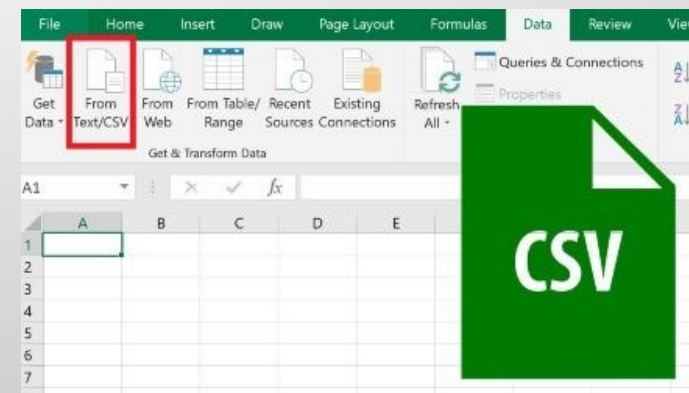 File Home Insert Draw Page Layout Formulas Data Review View
Queries & Connections
Properties
Get Data From Text/CSV From Web From Table/ Range Recent Sources Existing Connections Refresh All
Get & Transform Data
A1 fx
A B C D E
1
2
3
4
5
6
7
CSV